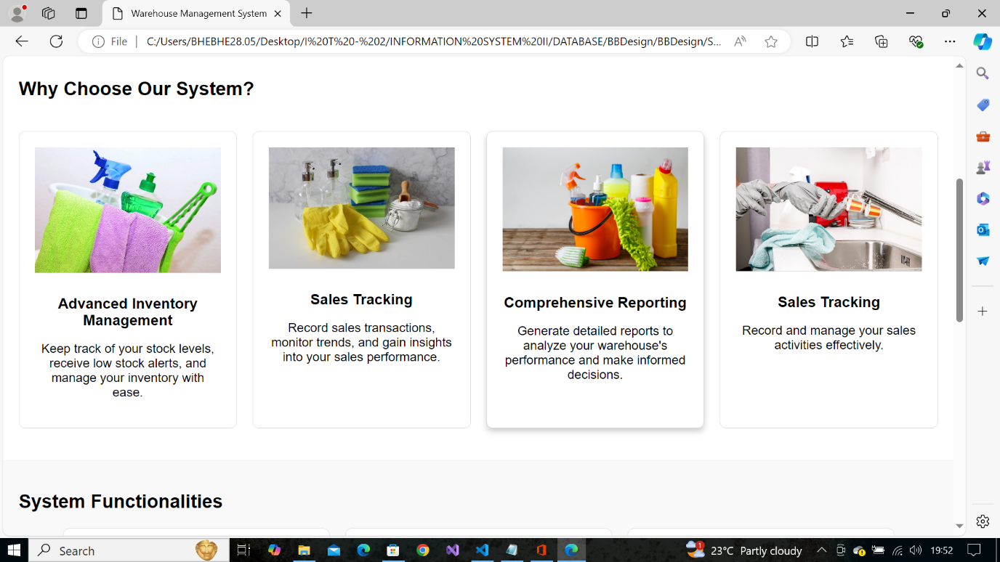 Warehouse Management System
File
C:/Users/BHEBHE28.05/Desktop/I%20T%20-%202/INFORMATION%20SYSTEM%20II/DATABASE/BBDesign/BBDesign/S...
Why Choose Our System?
Advanced Inventory
Management
Keep track of your stock levels,
receive low stock alerts, and
manage your inventory with
ease.
Sales Tracking
Record sales transactions,
monitor trends, and gain insights
into your sales performance.
Comprehensive Reporting
Generate detailed reports to
analyze your warehouse's
performance and make informed
decisions.
Sales Tracking
Record and manage your sales
activities effectively.
System Functionalities
Search
1
23°C Partly cloudy
19:52